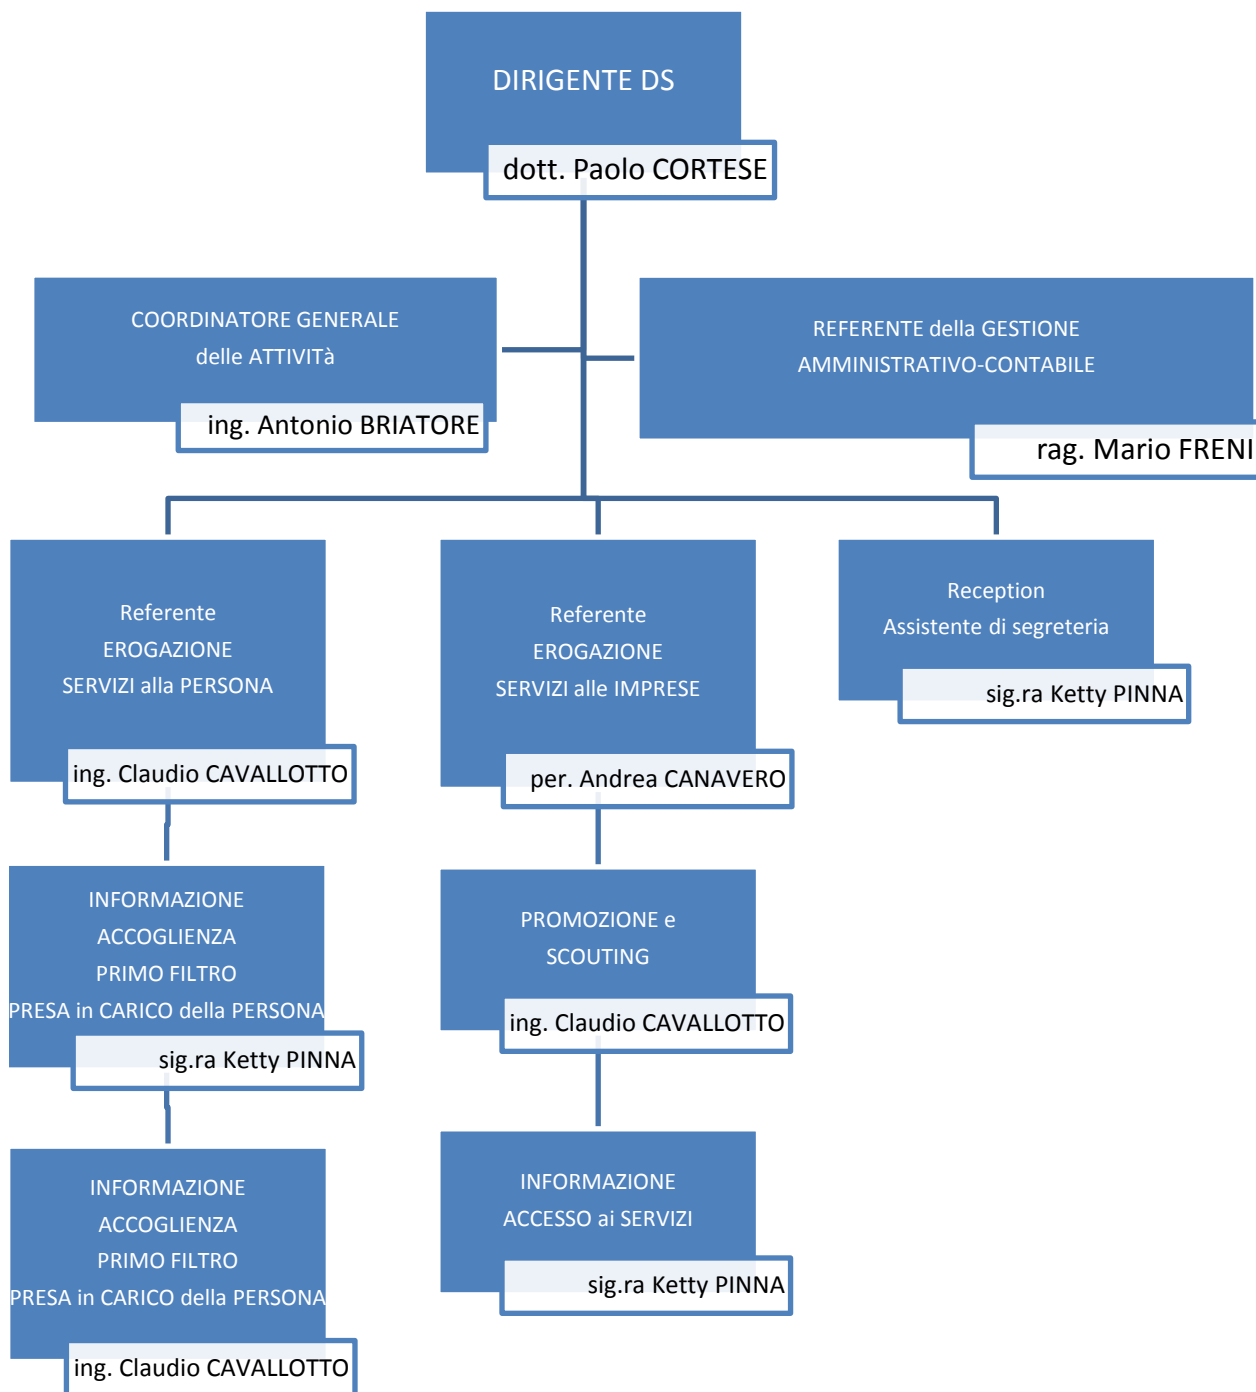 DIRIGENTE DS
dott. Paolo CORTESE
COORDINATORE GENERALE
delle ATTIVITà
ing. Antonio BRIATORE
REFERENTE della GESTIONE
AMMINISTRATIVO-CONTABILE
rag. Mario FRENI
Referente
EROGAZIONE
SERVIZI alla PERSONA
ing. Claudio CAVALLOTTO
Referente
EROGAZIONE
SERVIZI alle IMPRESE
per. Andrea CANAVERO
Reception
Assistente di segreteria
sig.ra Ketty PINNA
INFORMAZIONE
ACCOGLIENZA
PRIMO FILTRO
PRESA in CARICO della PERSONA
sig.ra Ketty PINNA
PROMOZIONE e
SCOUTING
ing. Claudio CAVALLOTTO
INFORMAZIONE
ACCOGLIENZA
PRIMO FILTRO
PRESA in CARICO della PERSONA
ing. Claudio CAVALLOTTO
INFORMAZIONE
ACCESSO ai SERVIZI
sig.ra Ketty PINNA